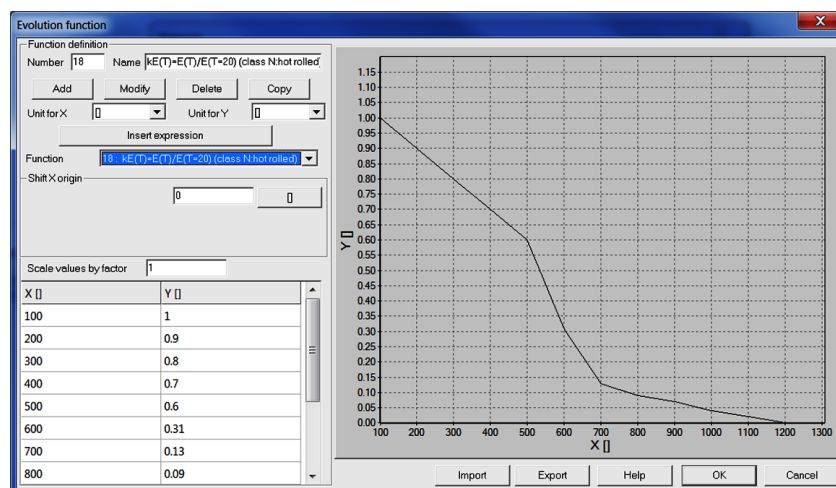 Evolution function
Function definition
Number 18 Name kE(T)=E(T)/E(T=20) (class N:hot rolled)
Add Modify Delete Copy
Unit for X [] Unit for Y []
Insert expression
Function 18 : kE(T)=E(T)/E(T=20) (class N:hot rolled)
Shift X origin
0 []
Scale values by factor 1
X [] Y []
100 1
200 0.9
300 0.8
400 0.7
500 0.6
600 0.31
700 0.13
800 0.09
1.15
1.10
1.05
1.00
0.95
0.90
0.85
0.80
0.75
0.70
0.65
0.60
0.55
0.50
0.45
0.40
0.35
0.30
0.25
0.20
0.15
0.10
0.05
0.00
Y []
100 200 300 400 500 600 700 800 900 1000 1100 1200 1300
X []
Import Export Help OK Cancel